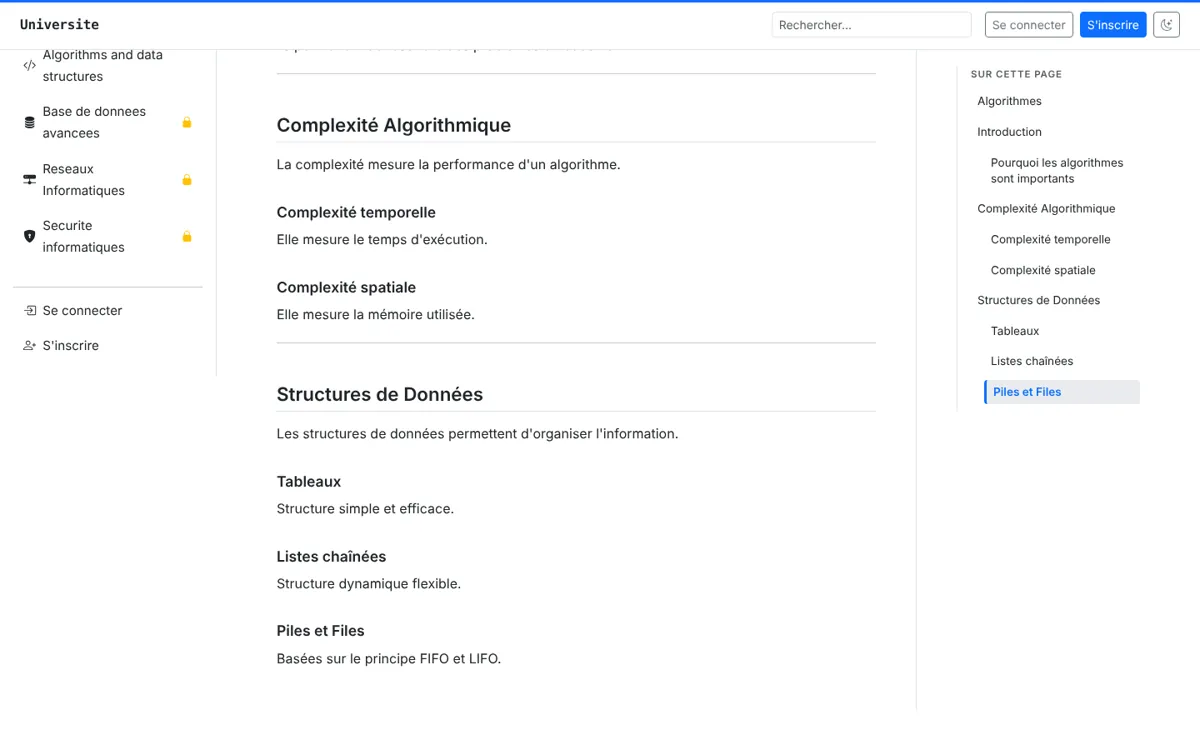 Universite
Rechercher...
Se connecter
S'inscrire
Algorithms and data
structures
Base de donnees
avancees
Reseaux
Informatiques
Securite
informatiques
Se connecter
S'inscrire
Complexité Algorithmique
La complexité mesure la performance d'un algorithme.
Complexité temporelle
Elle mesure le temps d'exécution.
Complexité spatiale
Elle mesure la mémoire utilisée.
Structures de Données
Les structures de données permettent d'organiser l'information.
Tableaux
Structure simple et efficace.
Listes chaînées
Structure dynamique flexible.
Piles et Files
Basées sur le principe FIFO et LIFO.
SUR CETTE PAGE
Algorithmes
Introduction
Pourquoi les algorithmes
sont importants
Complexité Algorithmique
Complexité temporelle
Complexité spatiale
Structures de Données
Tableaux
Listes chaînées
Piles et Files